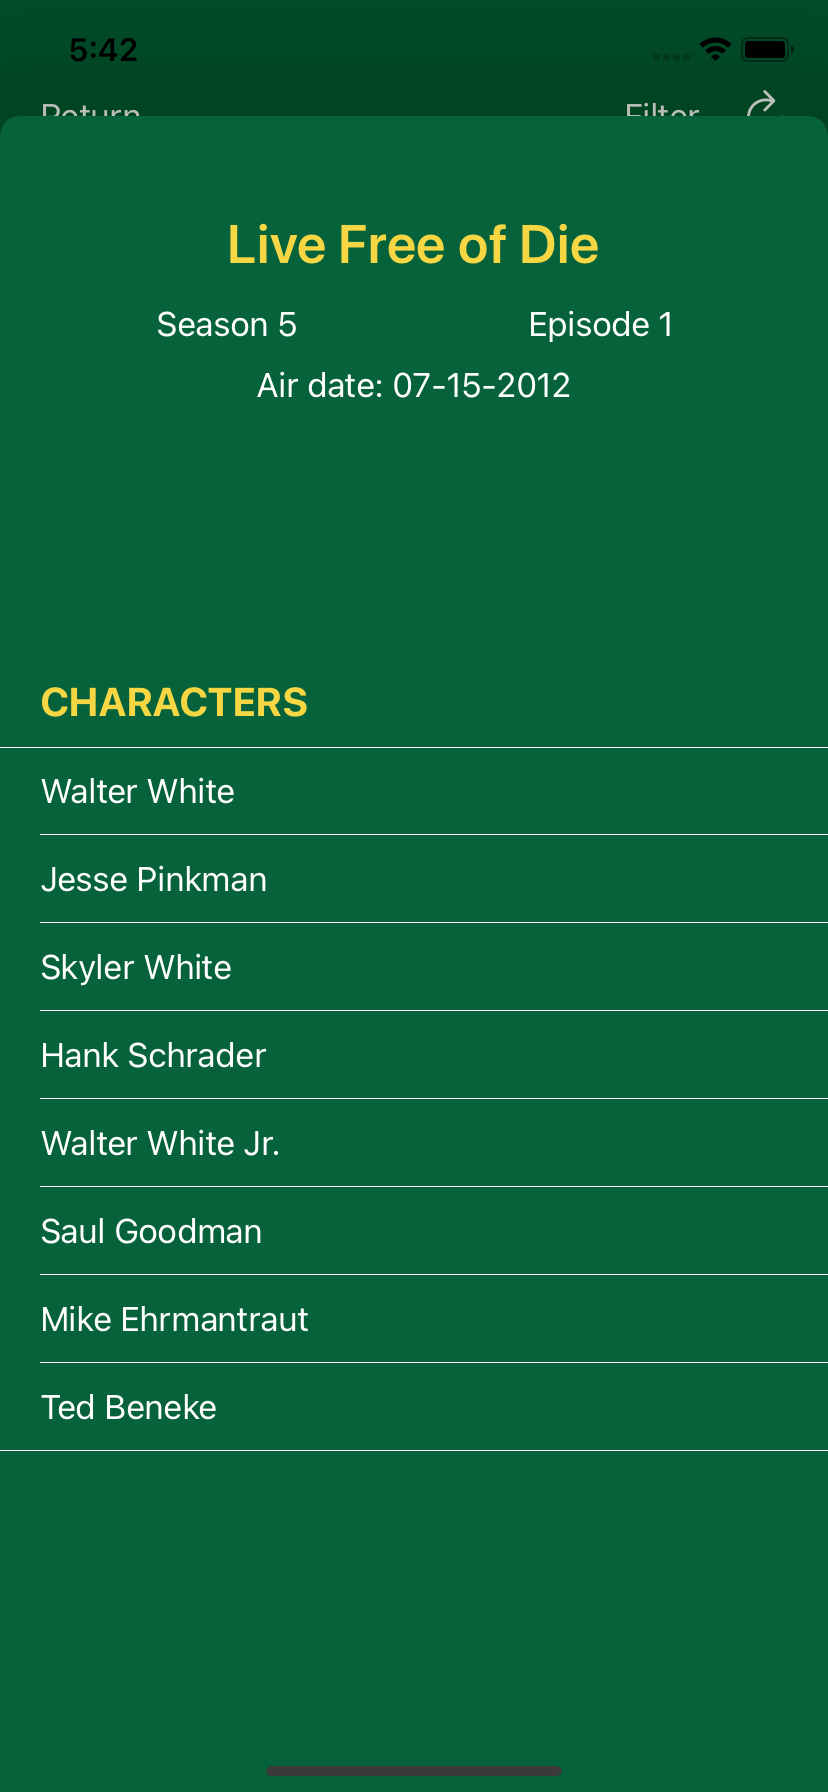 5:42
Return Filter
Live Free of Die
Season 5 Episode 1
Air date: 07-15-2012
CHARACTERS
Walter White
Jesse Pinkman
Skyler White
Hank Schrader
Walter White Jr.
Saul Goodman
Mike Ehrmantraut
Ted Beneke